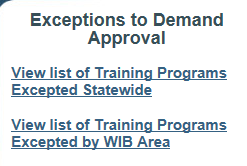 Exceptions to Demand
Approval
View list of Training Programs
Excepted Statewide
View list of Training Programs
Excepted by WIB Area